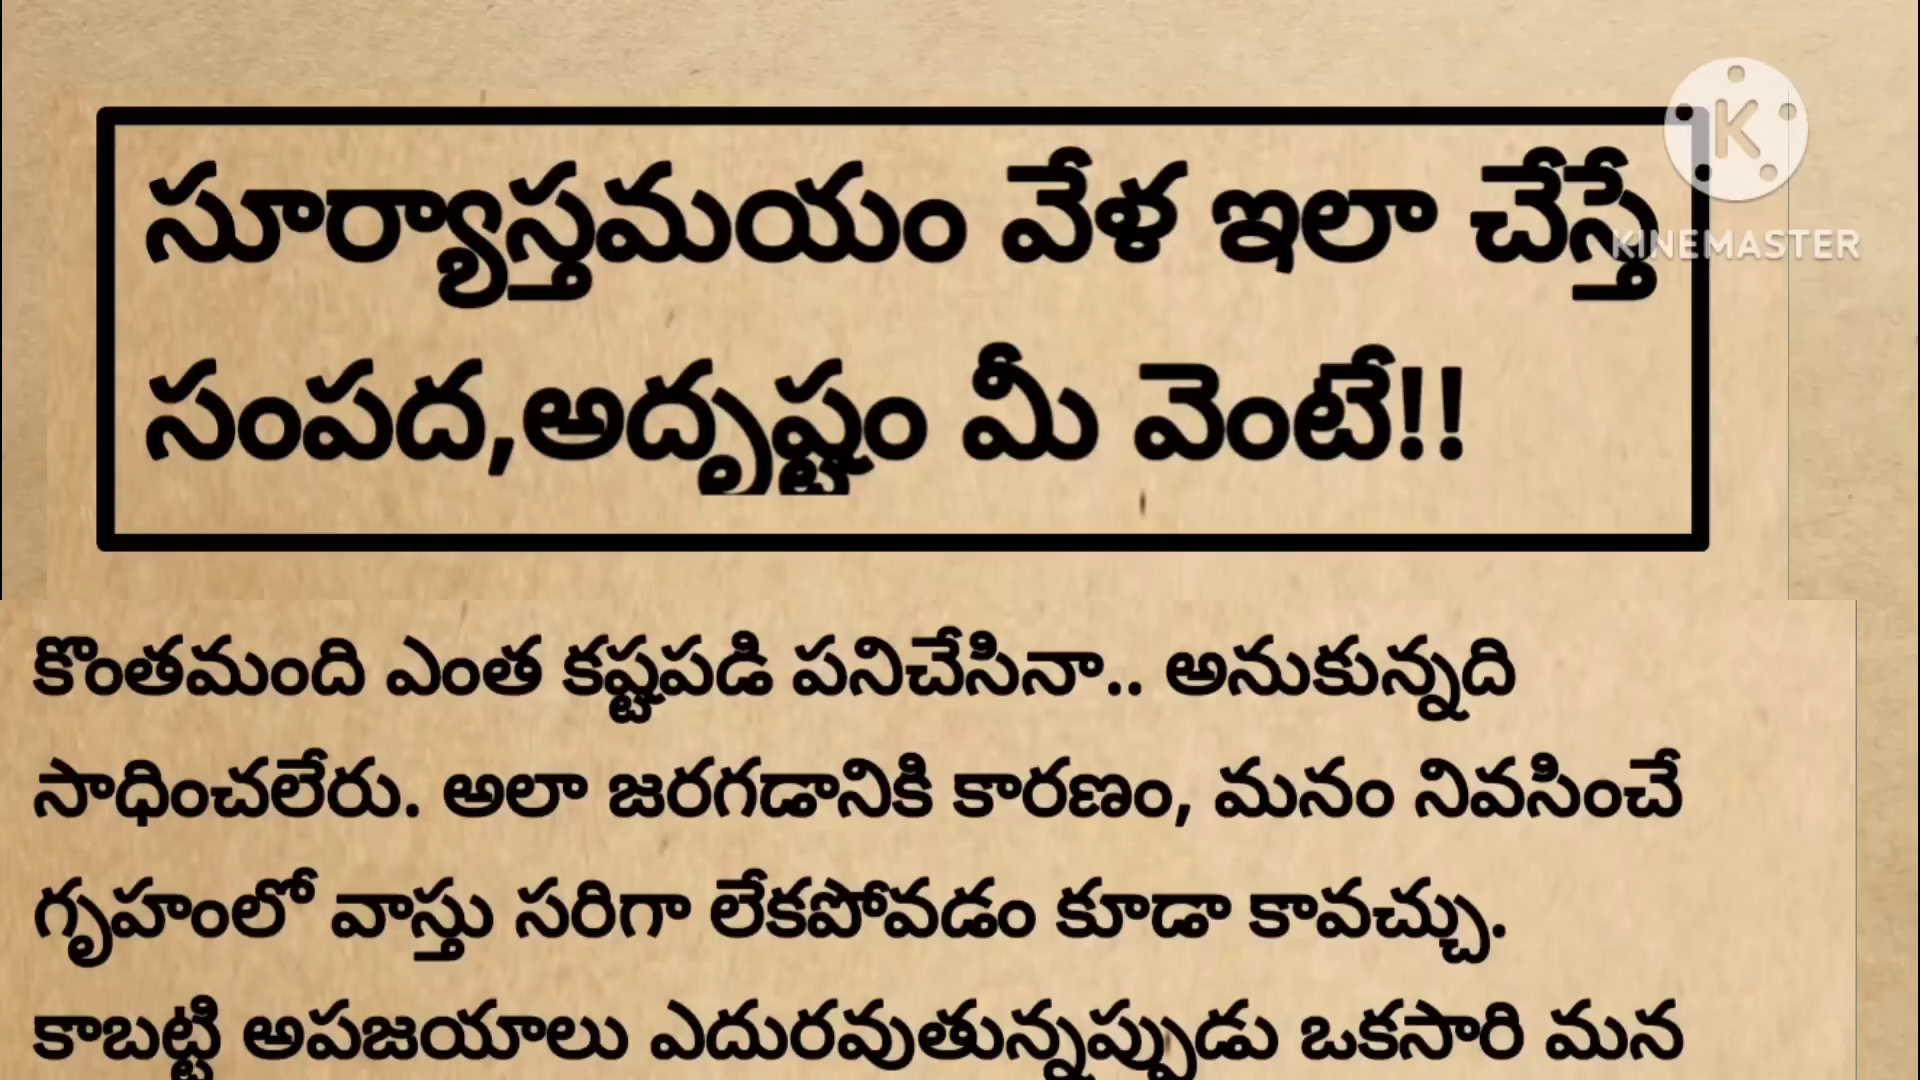 సూర్యాస్తమయం వేళ ఇలా చేస్తే
సంపద,అదృష్టం మీ వెంటే!!
K
KINEMASTER
కొంతమంది ఎంత కష్టపడి పనిచేసినా.. అనుకున్నది
సాధించలేరు. అలా జరగడానికి కారణం, మనం నివసించే
గృహంలో వాస్తు సరిగా లేకపోవడం కూడా కావచ్చు.
కాబట్టి అపజయాలు ఎదురవుతున్నప్పుడు ఒకసారి మన